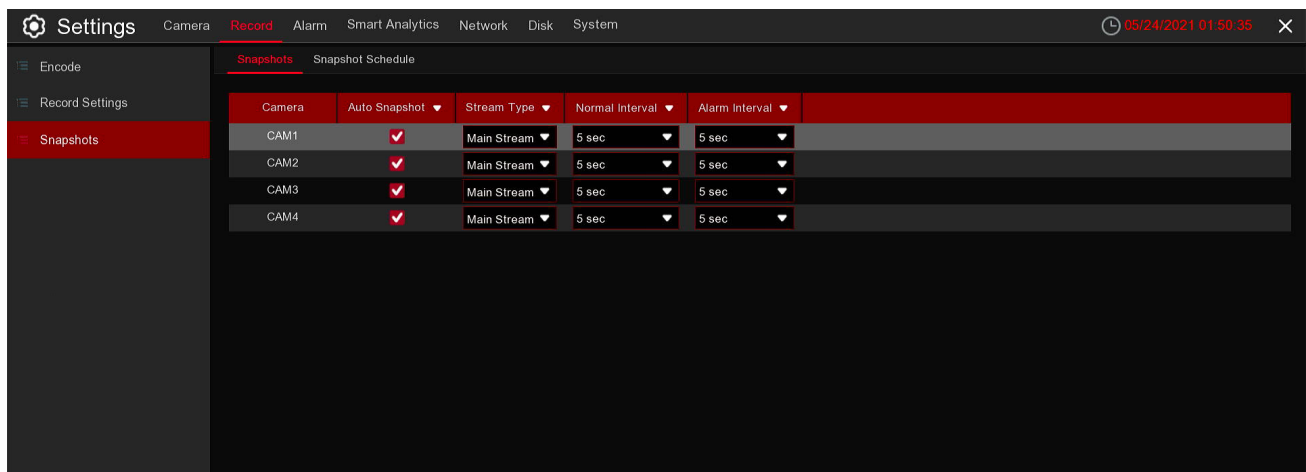 Settings Camera Record Alarm Smart Analytics Network Disk System 05/24/2021 01:50:35
Encode
Record Settings
Snapshots
Snapshots Snapshot Schedule
Camera Auto Snapshot Stream Type Normal Interval Alarm Interval
CAM1 Main Stream 5 sec 5 sec
CAM2 Main Stream 5 sec 5 sec
CAM3 Main Stream 5 sec 5 sec
CAM4 Main Stream 5 sec 5 sec